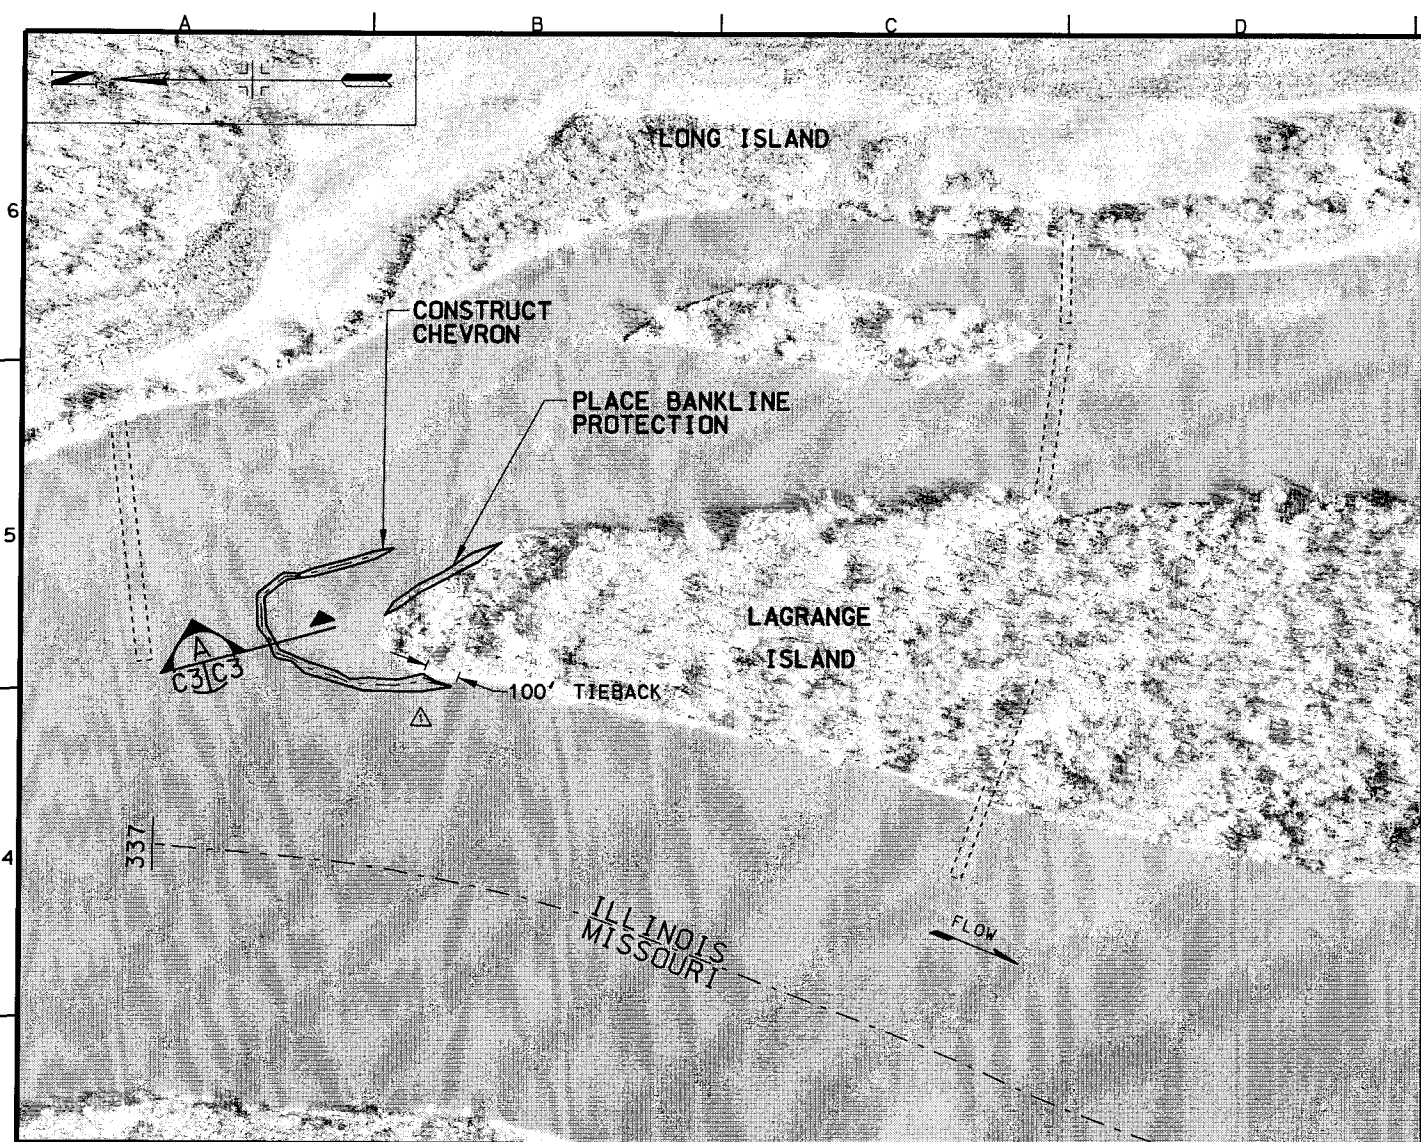 A B C D
LONG ISLAND
6
CONSTRUCT
CHEVRON
PLACE BANKLINE
PROTECTION
5
LAGRANGE
ISLAND
A
C3 C3
100' TIEBACK
1
337
4
ILLINOIS
MISSOURI
FLOW